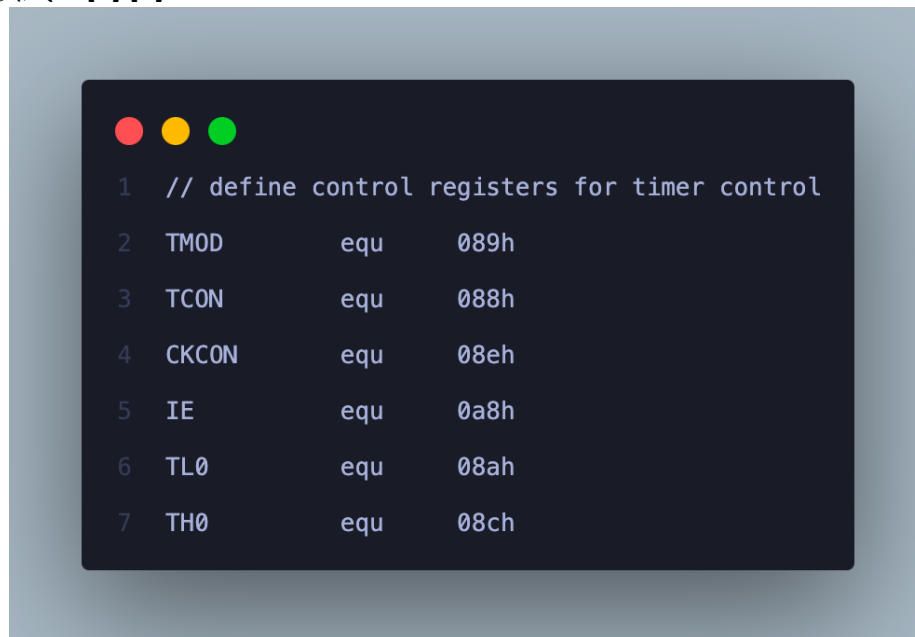 1 // define control registers for timer control
2 TMOD equ 089h
3 TCON equ 088h
4 CKCON equ 08eh
5 IE equ 0a8h
6 TL0 equ 08ah
7 TH0 equ 08ch